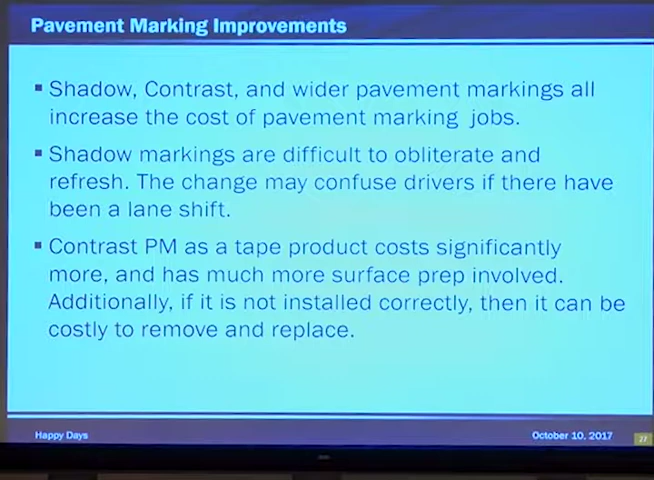 Pavement Marking Improvements
▪ Shadow, Contrast, and wider pavement markings all
increase the cost of pavement marking jobs.
▪ Shadow markings are difficult to obliterate and
refresh. The change may confuse drivers if there have
been a lane shift.
▪ Contrast PM as a tape product costs significantly
more, and has much more surface prep involved.
Additionally, if it is not installed correctly, then it can be
costly to remove and replace.
Happy Days
October 10, 2017
27